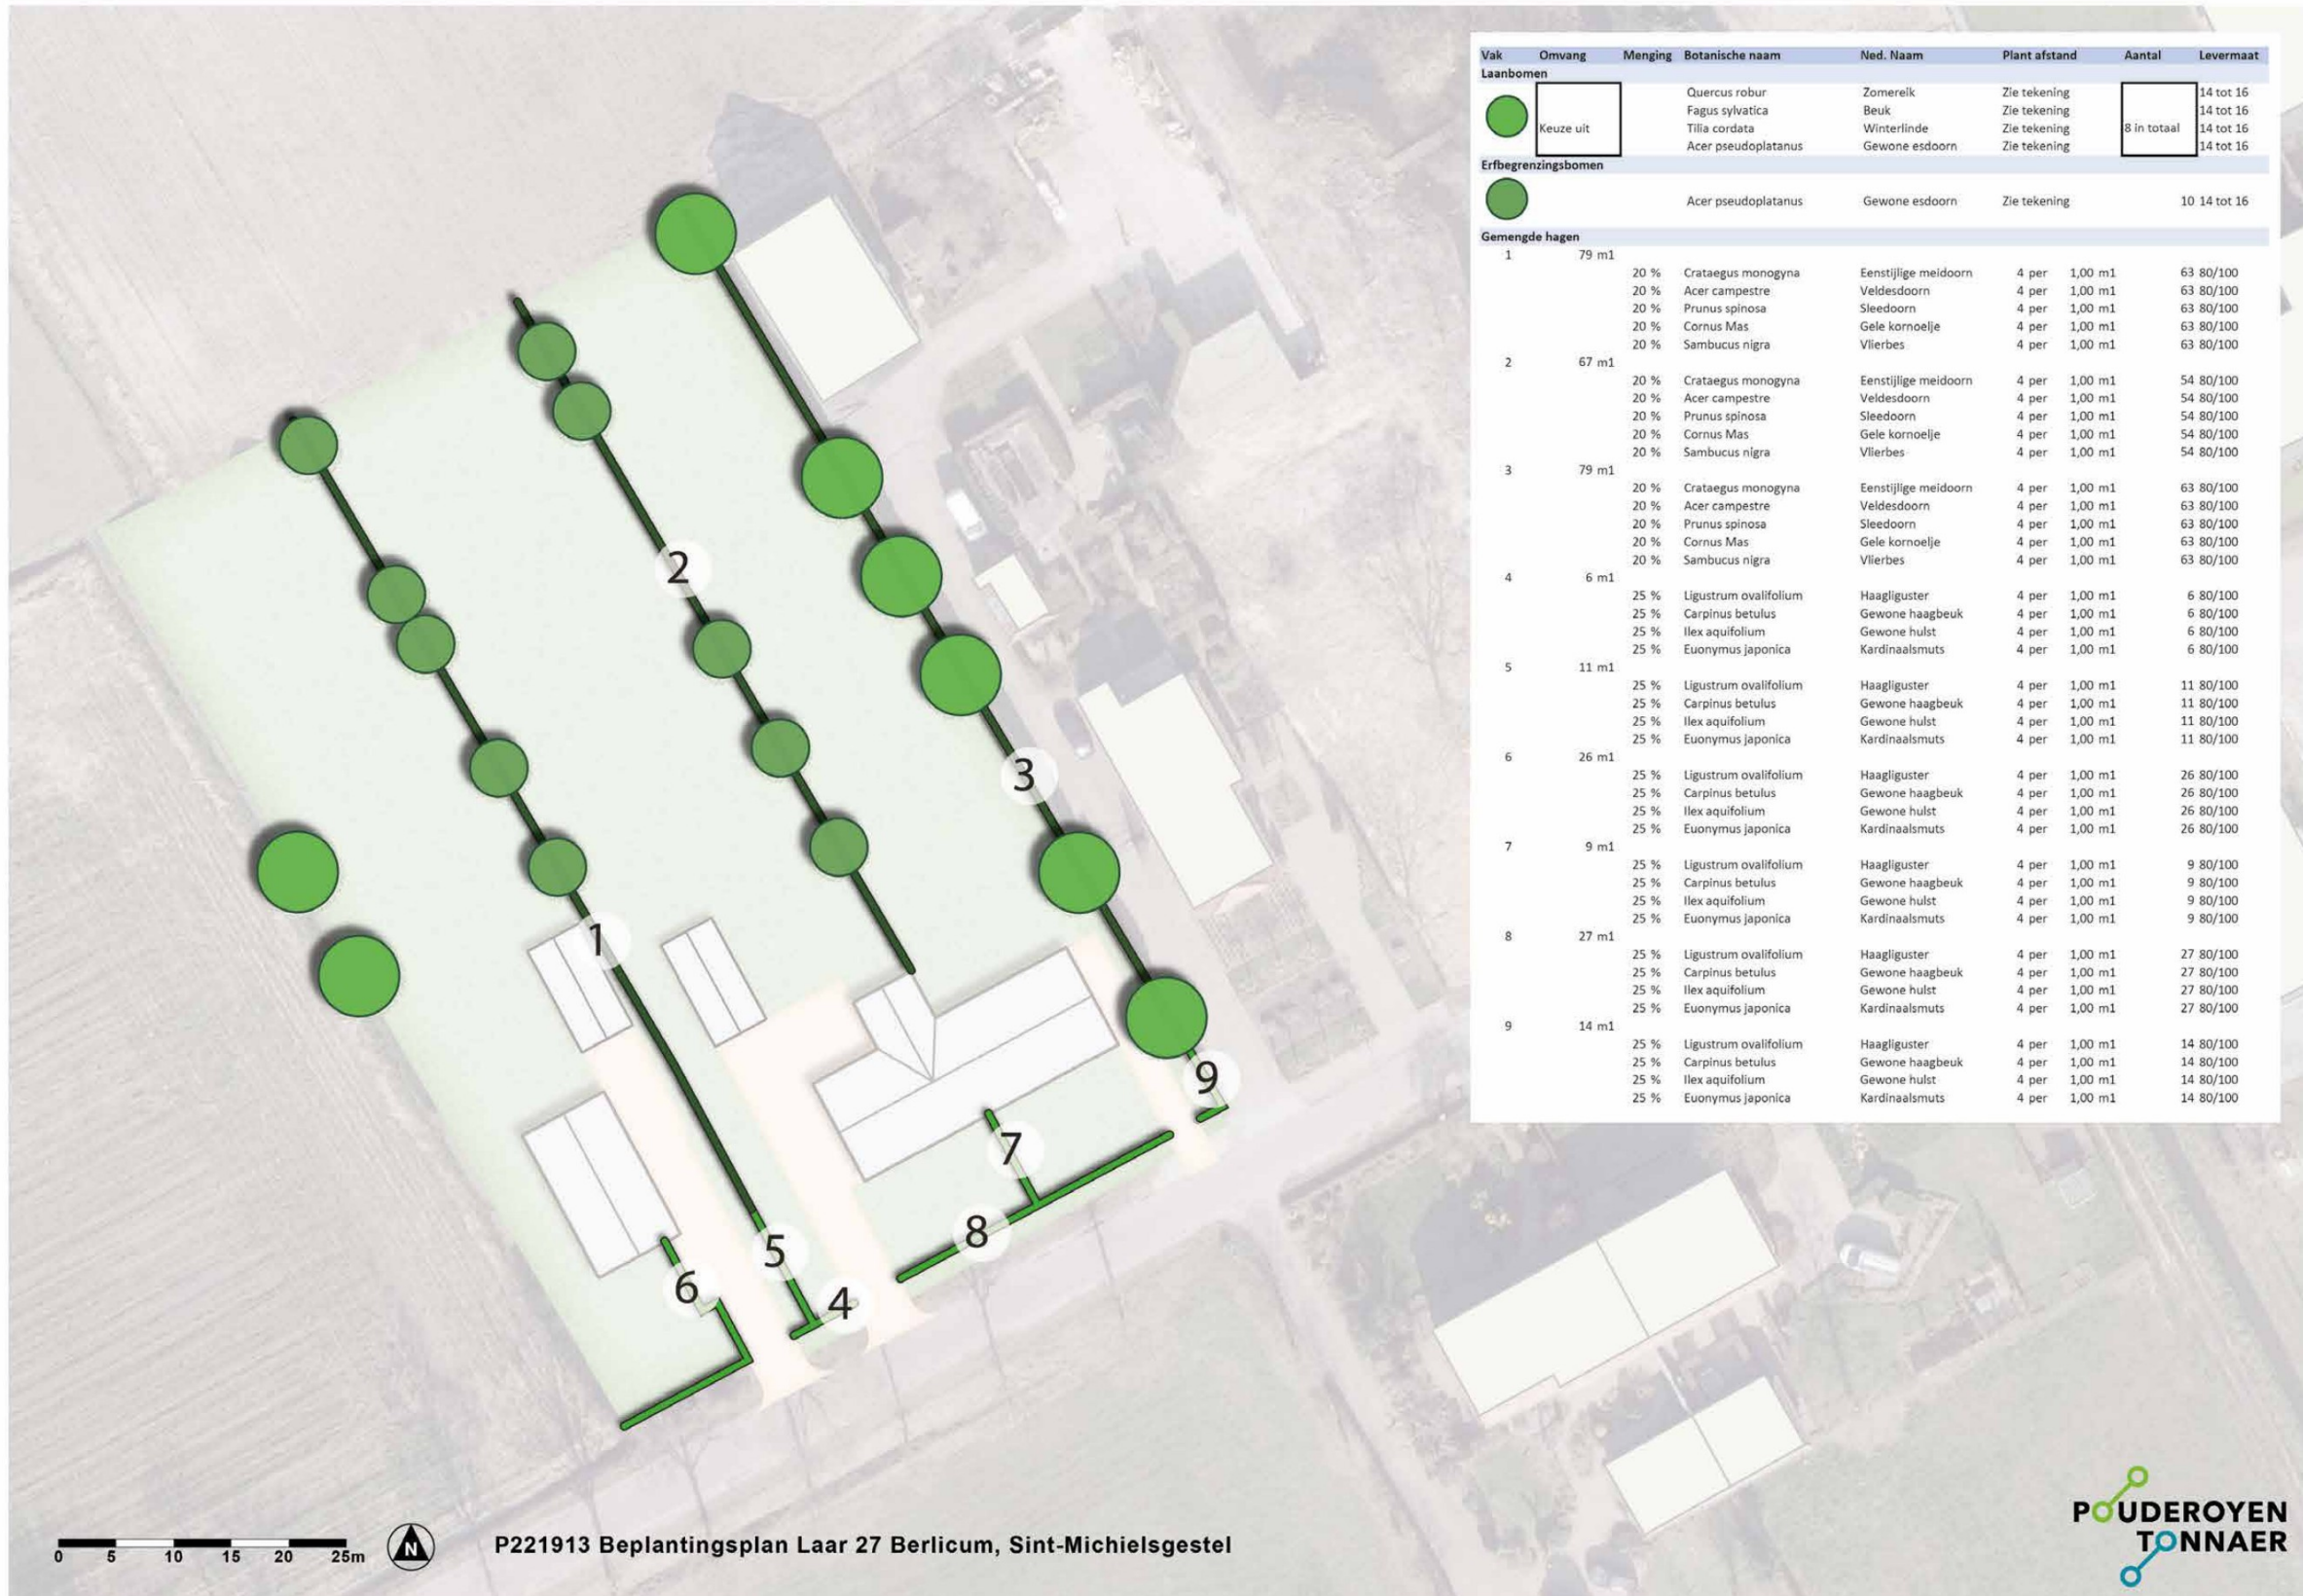 Vak Omvang Menging Botanische naam Ned. Naam Plant afstand Aantal Levermaat
Laanbomen
Quercus robur Zomereik Zie tekening 14 tot 16
Fagus sylvatica Beuk Zie tekening 14 tot 16
Keuze uit Tilia cordata Winterlinde Zie tekening 8 in totaal 14 tot 16
Acer pseudoplatanus Gewone esdoorn Zie tekening 14 tot 16
Erfbegrenzingsbomen
Acer pseudoplatanus Gewone esdoorn Zie tekening 10 14 tot 16
Gemengde hagen
1 79 m1
20 % Crataegus monogyna Eenstijlige meidoorn 4 per 1,00 m1 63 80/100
20 % Acer campestre Veldesdoorn 4 per 1,00 m1 63 80/100
20 % Prunus spinosa Sleedoorn 4 per 1,00 m1 63 80/100
20 % Cornus Mas Gele kornoelje 4 per 1,00 m1 63 80/100
20 % Sambucus nigra Vlierbes 4 per 1,00 m1 63 80/100
2 67 m1
20 % Crataegus monogyna Eenstijlige meidoorn 4 per 1,00 m1 54 80/100
20 % Acer campestre Veldesdoorn 4 per 1,00 m1 54 80/100
20 % Prunus spinosa Sleedoorn 4 per 1,00 m1 54 80/100
20 % Cornus Mas Gele kornoelje 4 per 1,00 m1 54 80/100
20 % Sambucus nigra Vlierbes 4 per 1,00 m1 54 80/100
3 79 m1
20 % Crataegus monogyna Eenstijlige meidoorn 4 per 1,00 m1 63 80/100
20 % Acer campestre Veldesdoorn 4 per 1,00 m1 63 80/100
20 % Prunus spinosa Sleedoorn 4 per 1,00 m1 63 80/100
20 % Cornus Mas Gele kornoelje 4 per 1,00 m1 63 80/100
20 % Sambucus nigra Vlierbes 4 per 1,00 m1 63 80/100
4 6 m1
25 % Ligustrum ovalifolium Haagliguster 4 per 1,00 m1 6 80/100
25 % Carpinus betulus Gewone haagbeuk 4 per 1,00 m1 6 80/100
25 % Ilex aquifolium Gewone hulst 4 per 1,00 m1 6 80/100
25 % Euonymus japonica Kardinaalsmuts 4 per 1,00 m1 6 80/100
5 11 m1
25 % Ligustrum ovalifolium Haagliguster 4 per 1,00 m1 11 80/100
25 % Carpinus betulus Gewone haagbeuk 4 per 1,00 m1 11 80/100
25 % Ilex aquifolium Gewone hulst 4 per 1,00 m1 11 80/100
25 % Euonymus japonica Kardinaalsmuts 4 per 1,00 m1 11 80/100
6 26 m1
25 % Ligustrum ovalifolium Haagliguster 4 per 1,00 m1 26 80/100
25 % Carpinus betulus Gewone haagbeuk 4 per 1,00 m1 26 80/100
25 % Ilex aquifolium Gewone hulst 4 per 1,00 m1 26 80/100
25 % Euonymus japonica Kardinaalsmuts 4 per 1,00 m1 26 80/100
7 9 m1
25 % Ligustrum ovalifolium Haagliguster 4 per 1,00 m1 9 80/100
25 % Carpinus betulus Gewone haagbeuk 4 per 1,00 m1 9 80/100
25 % Ilex aquifolium Gewone hulst 4 per 1,00 m1 9 80/100
25 % Euonymus japonica Kardinaalsmuts 4 per 1,00 m1 9 80/100
8 27 m1
25 % Ligustrum ovalifolium Haagliguster 4 per 1,00 m1 27 80/100
25 % Carpinus betulus Gewone haagbeuk 4 per 1,00 m1 27 80/100
25 % Ilex aquifolium Gewone hulst 4 per 1,00 m1 27 80/100
25 % Euonymus japonica Kardinaalsmuts 4 per 1,00 m1 27 80/100
9 14 m1
25 % Ligustrum ovalifolium Haagliguster 4 per 1,00 m1 14 80/100
25 % Carpinus betulus Gewone haagbeuk 4 per 1,00 m1 14 80/100
25 % Ilex aquifolium Gewone hulst 4 per 1,00 m1 14 80/100
25 % Euonymus japonica Kardinaalsmuts 4 per 1,00 m1 14 80/100
2
3
1
9
7
8
5
6
4
0 5 10 15 20 25m
N
P221913 Beplantingsplan Laar 27 Berlicum, Sint-Michielsgestel
POUDEROYEN
TONNAER